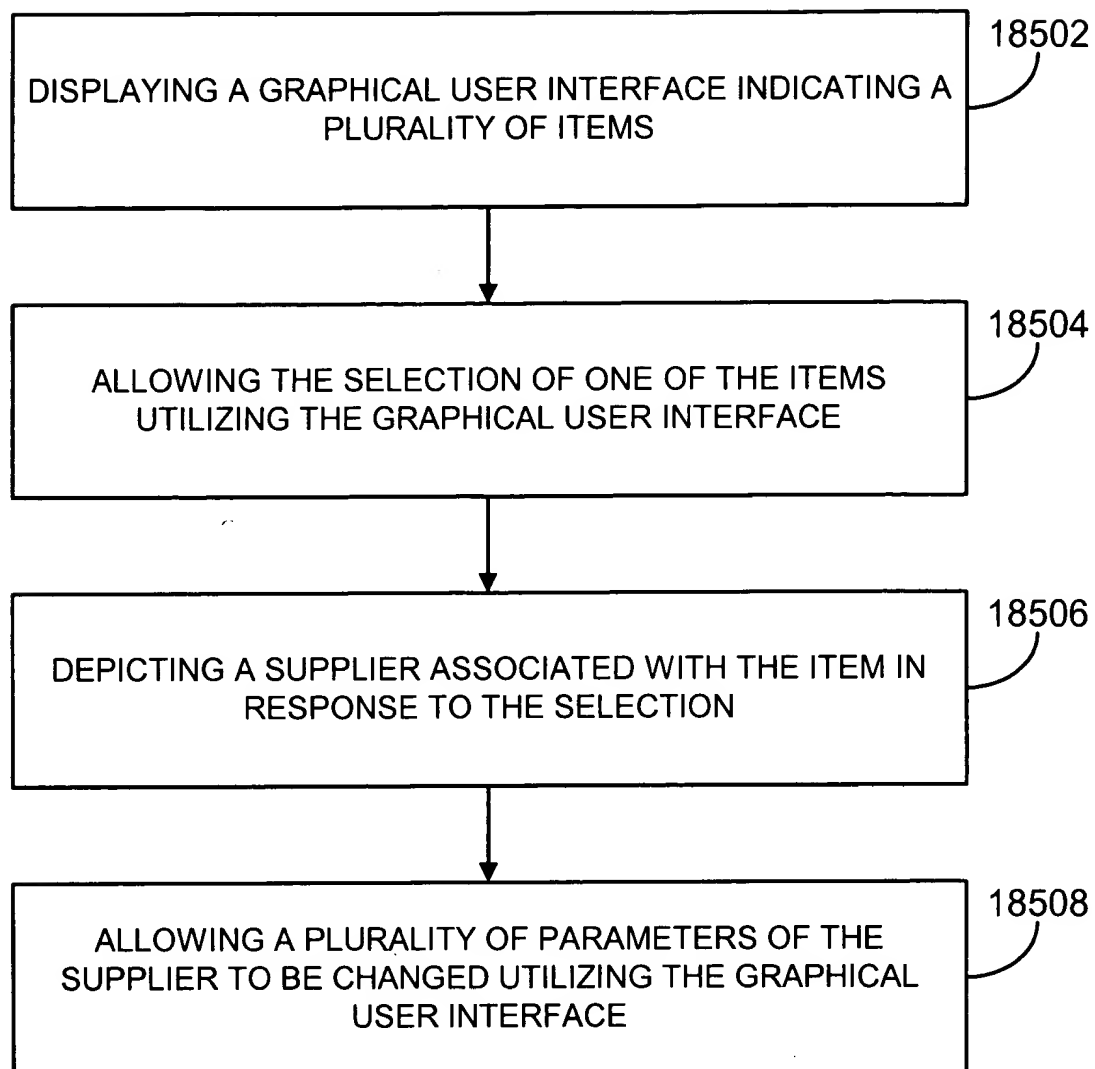 18502
DISPLAYING A GRAPHICAL USER INTERFACE INDICATING A
PLURALITY OF ITEMS
18504
ALLOWING THE SELECTION OF ONE OF THE ITEMS
UTILIZING THE GRAPHICAL USER INTERFACE
18506
DEPICTING A SUPPLIER ASSOCIATED WITH THE ITEM IN
RESPONSE TO THE SELECTION
18508
ALLOWING A PLURALITY OF PARAMETERS OF THE
SUPPLIER TO BE CHANGED UTILIZING THE GRAPHICAL
USER INTERFACE